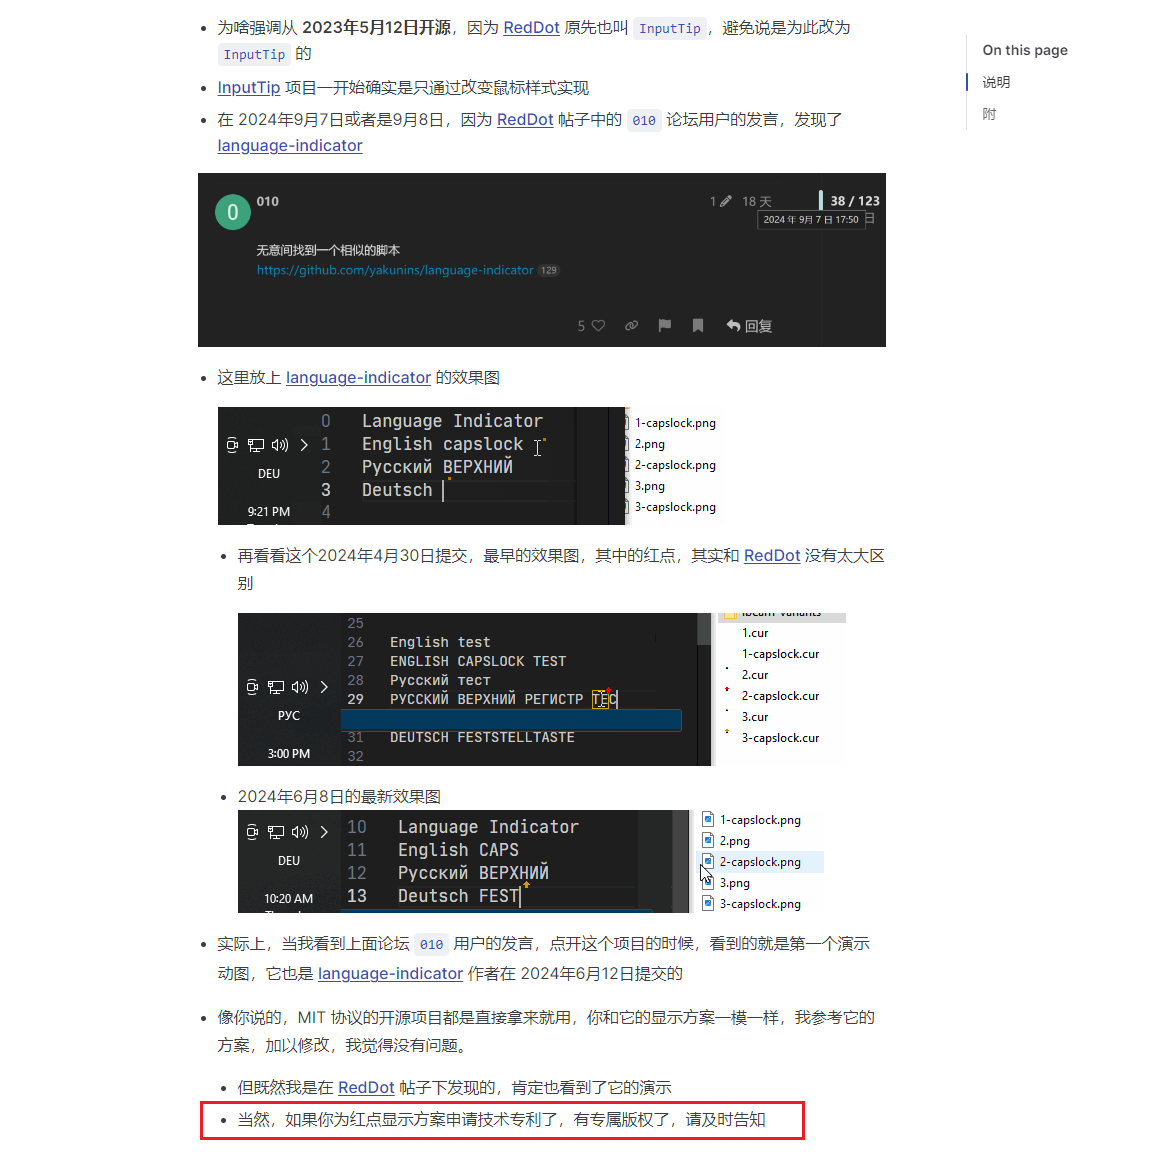 为啥强调从 2023年5月12日开源，因为 RedDot 原先也叫 InputTip，避免说是为此改为
InputTip 的
InputTip 项目一开始确实是只通过改变鼠标样式实现
在 2024年9月7日或者是9月8日，因为 RedDot 帖子中的 010 论坛用户的发言，发现了
language-indicator
On this page
说明
附
0
010
1
18 天
38 / 123
2024 年 9月 7 日 17:50
日
无意间找到一个相似的脚本
https://github.com/yakunins/language-indicator 129
5
回复
这里放上 language-indicator 的效果图
0 Language Indicator
1 English capslock
2 Русский ВЕРХНИЙ
3 Deutsch
4
DEU
9:21 PM
1-capslock.png
2.png
2-capslock.png
3.png
3-capslock.png
再看看这个2024年4月30日提交，最早的效果图，其中的红点，其实和 RedDot 没有太大区
别
25
26 English test
27 ENGLISH CAPSLOCK TEST
28 Русский тест
29 РУССКИЙ ВЕРХНИЙ РЕГИСТР ТЕС
31 DEUTSCH FESTSTELLTASTE
32
РУС
3:00 PM
1.cur
1-capslock.cur
2.cur
2-capslock.cur
3.cur
3-capslock.cur
2024年6月8日的最新效果图
10 Language Indicator
11 English CAPS
12 Русский ВЕРХНИЙ
13 Deutsch FEST
DEU
10:20 AM
1-capslock.png
2.png
2-capslock.png
3.png
3-capslock.png
实际上，当我看到上面论坛 010 用户的发言，点开这个项目的时候，看到的就是第一个演示
动图，它也是 language-indicator 作者在 2024年6月12日提交的
像你说的，MIT 协议的开源项目都是直接拿来就用，你和它的显示方案一模一样，我参考它的
方案，加以修改，我觉得没有问题。
但既然我是在 RedDot 帖子下发现的，肯定也看到了它的演示
当然，如果你为红点显示方案申请技术专利了，有专属版权了，请及时告知